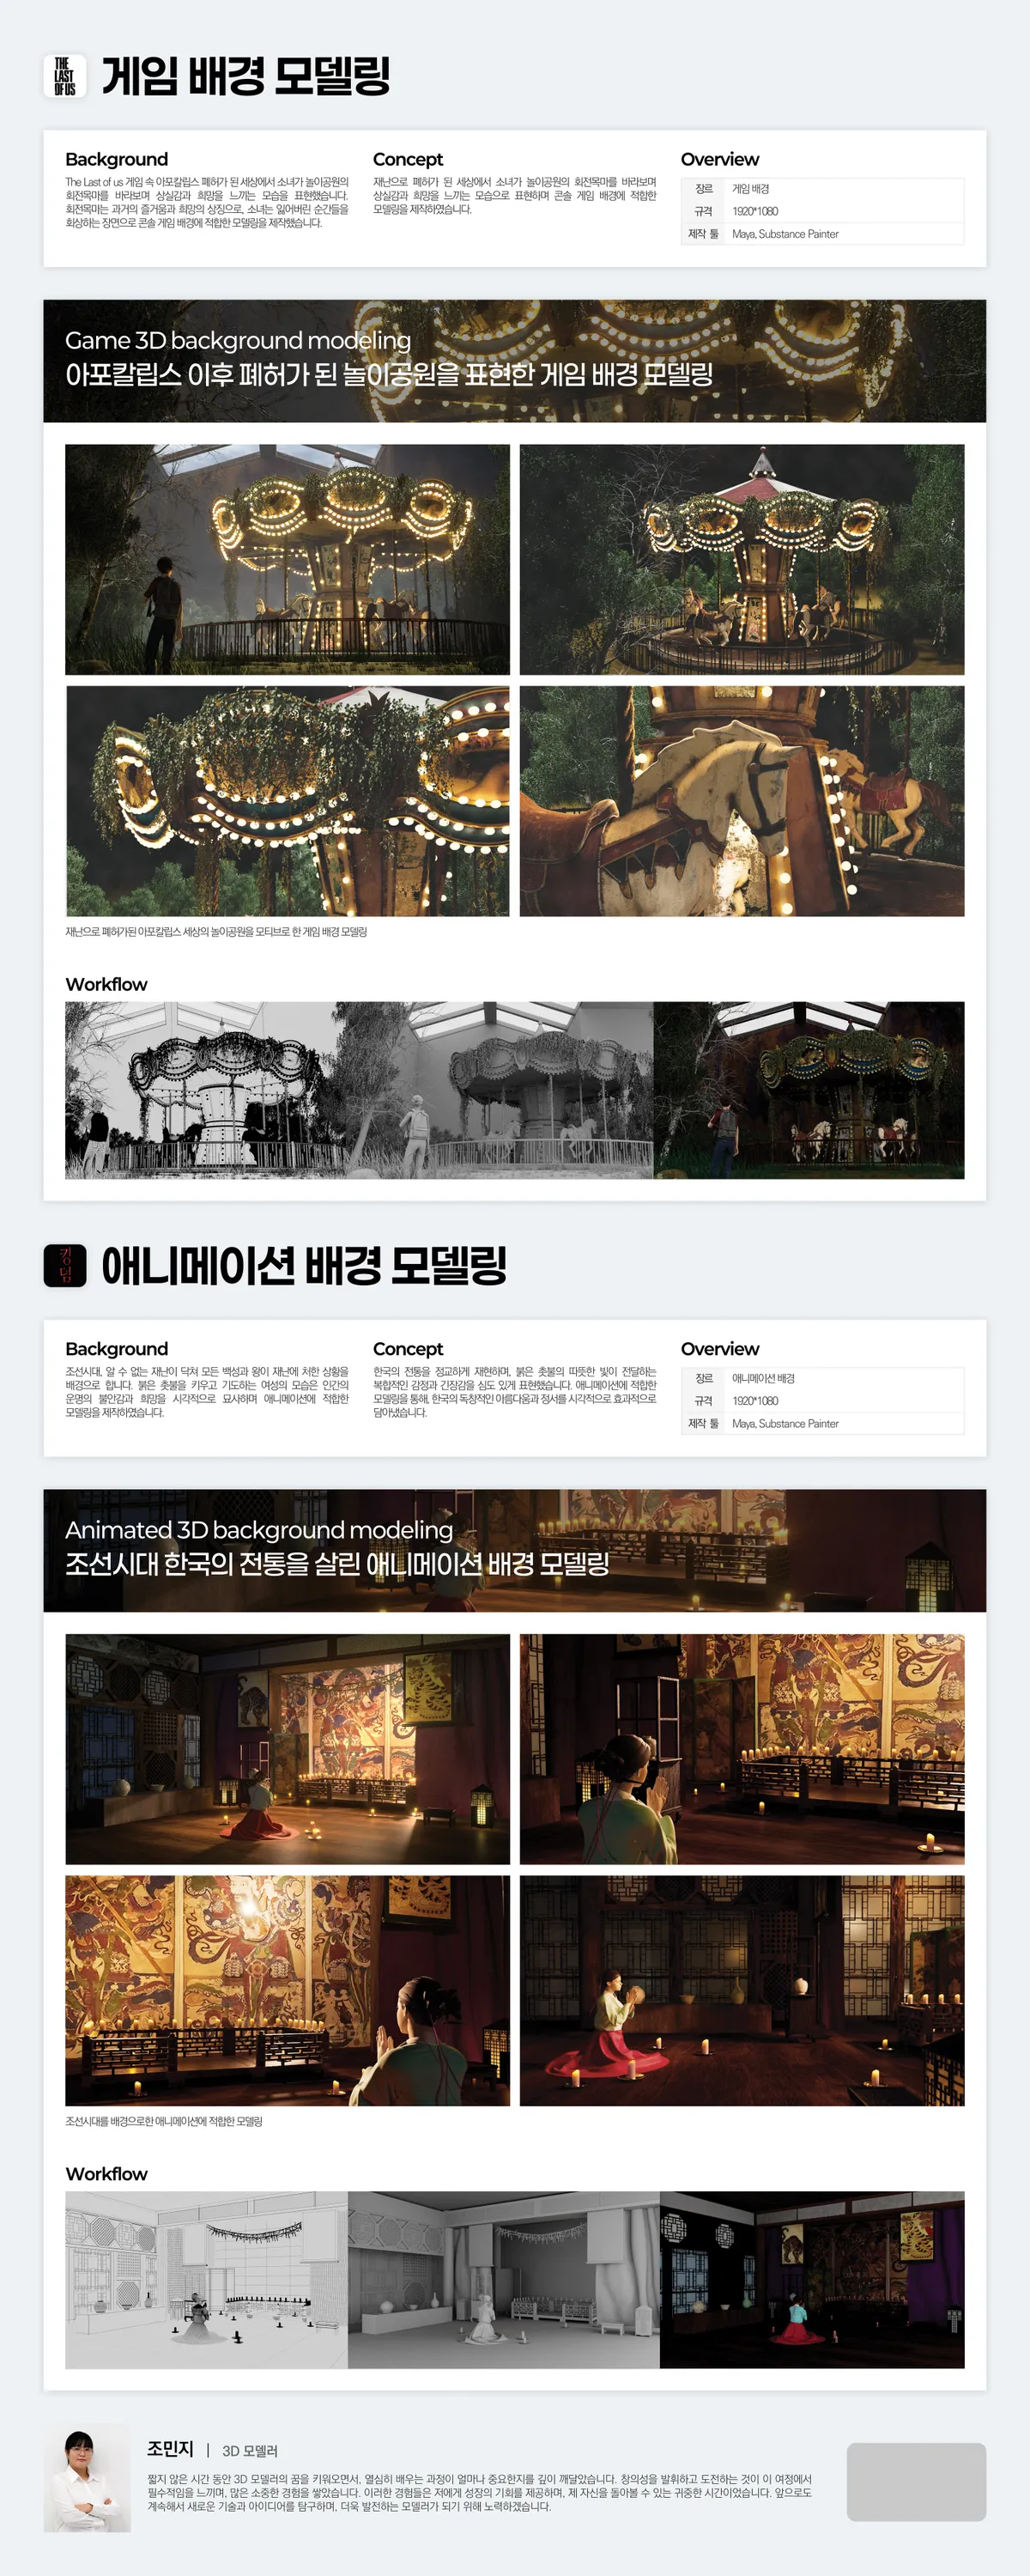 THE
LAST
OF US
게임 배경 모델링
Background
The Last of us 게임 속 아포칼립스 폐허가 된 세상에서 소녀가 놀이공원의
회전목마를 바라보며 상실감과 희망을 느끼는 모습을 표현했습니다.
회전목마는 과거의 즐거움과 희망의 상징으로, 소녀는 잃어버린 순간들을
회상하는 장면으로 콘솔 게임 배경에 적합한 모델링을 제작했습니다.
Concept
재난으로 폐허가 된 세상에서 소녀가 놀이공원의 회전목마를 바라보며
상실감과 희망을 느끼는 모습으로 표현하며 콘솔 게임 배경에 적합한
모델링을 제작하였습니다.
Overview
장르 게임 배경
규격 1920*1080
제작 툴 Maya, Substance Painter
Game 3D background modeling
아포칼립스 이후 폐허가 된 놀이공원을 표현한 게임 배경 모델링
재난으로 폐허가된 아포칼립스 세상의 놀이공원을 모티브로 한 게임 배경 모델링
Workflow
킹덤
애니메이션 배경 모델링
Background
조선시대, 알 수 없는 재난이 닥쳐 모든 백성과 왕이 재난에 처한 상황을
배경으로 합니다. 붉은 촛불을 키우고 기도하는 여성의 모습은 인간의
운명의 불안감과 희망을 시각적으로 묘사하며 애니메이션에 적합한
모델링을 제작하였습니다.
Concept
한국의 전통을 정교하게 재현하며, 붉은 촛불의 따뜻한 빛이 전달하는
복합적인 감정과 긴장감을 심도 있게 표현했습니다. 애니메이션에 적합한
모델링을 통해, 한국의 독창적인 아름다움과 정서를 시각적으로 효과적으로
담아냈습니다.
Overview
장르 애니메이션 배경
규격 1920*1080
제작 툴 Maya, Substance Painter
Animated 3D background modeling
조선시대 한국의 전통을 살린 애니메이션 배경 모델링
조선시대를 배경으로한 애니메이션에 적합한 모델링
Workflow
조민지 | 3D 모델러
짧지 않은 시간 동안 3D 모델러의 꿈을 키워오면서, 열심히 배우는 과정이 얼마나 중요한지를 깊이 깨달았습니다. 창의성을 발휘하고 도전하는 것이 이 여정에서
필수적임을 느끼며, 많은 소중한 경험을 쌓았습니다. 이러한 경험들은 저에게 성장의 기회를 제공하며, 제 자신을 돌아볼 수 있는 귀중한 시간이었습니다. 앞으로도
계속해서 새로운 기술과 아이디어를 탐구하며, 더욱 발전하는 모델러가 되기 위해 노력하겠습니다.